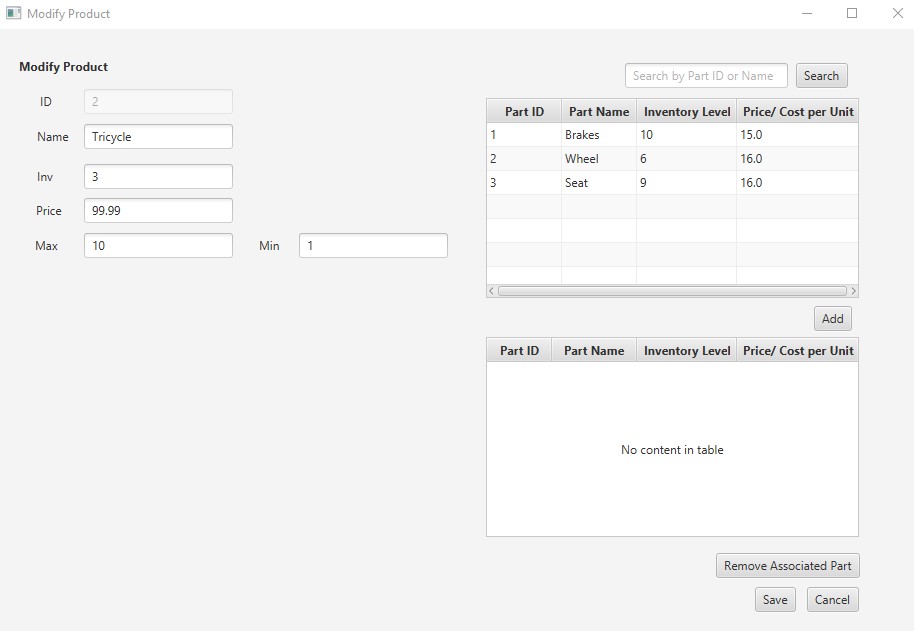 Modify Product
Modify Product
ID 2
Name Tricycle
Inv 3
Price 99.99
Max 10 Min 1
Search by Part ID or Name Search
Part ID Part Name Inventory Level Price/ Cost per Unit
1 Brakes 10 15.0
2 Wheel 6 16.0
3 Seat 9 16.0
Add
Part ID Part Name Inventory Level Price/ Cost per Unit
No content in table
Remove Associated Part
Save Cancel